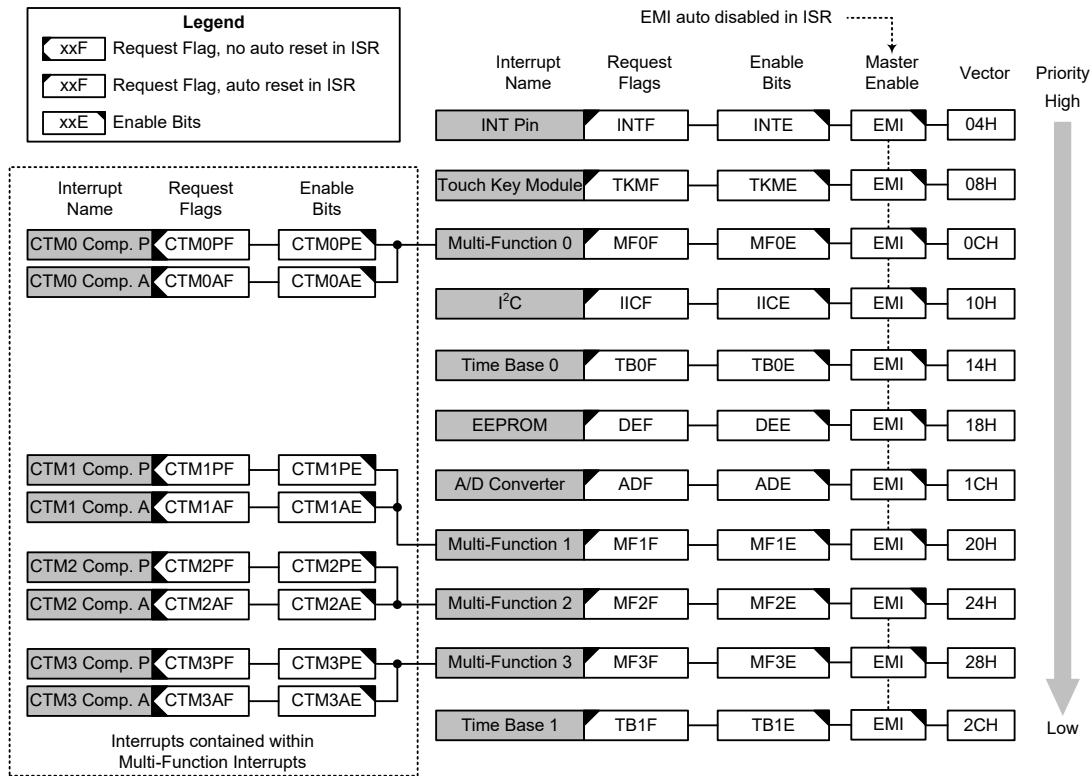 Legend
xxF Request Flag, no auto reset in ISR
xxF Request Flag, auto reset in ISR
xxE Enable Bits
EMI auto disabled in ISR
Interrupt Name Request Flags Enable Bits Master Enable Vector Priority
High
INT Pin INTF INTE EMI 04H
Touch Key Module TKMF TKME EMI 08H
Interrupt Name Request Flags Enable Bits
CTM0 Comp. P CTM0PF CTM0PE Multi-Function 0 MF0F MF0E EMI 0CH
CTM0 Comp. A CTM0AF CTM0AE
I²C IICF IICE EMI 10H
Time Base 0 TB0F TB0E EMI 14H
EEPROM DEF DEE EMI 18H
CTM1 Comp. P CTM1PF CTM1PE
A/D Converter ADF ADE EMI 1CH
CTM1 Comp. A CTM1AF CTM1AE
Multi-Function 1 MF1F MF1E EMI 20H
CTM2 Comp. P CTM2PF CTM2PE
CTM2 Comp. A CTM2AF CTM2AE Multi-Function 2 MF2F MF2E EMI 24H
CTM3 Comp. P CTM3PF CTM3PE Multi-Function 3 MF3F MF3E EMI 28H
CTM3 Comp. A CTM3AF CTM3AE
Time Base 1 TB1F TB1E EMI 2CH
Low
Interrupts contained within
Multi-Function Interrupts